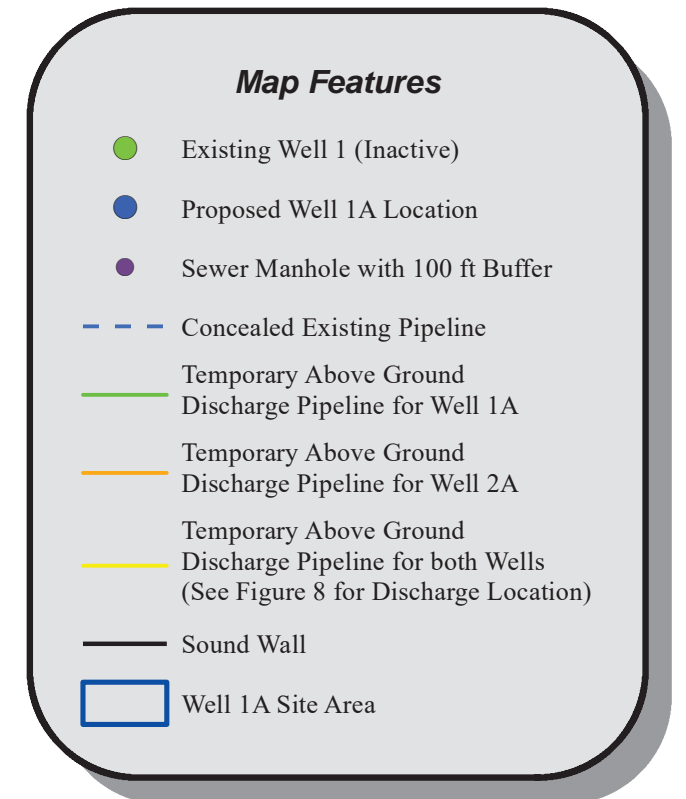 Map Features
Existing Well 1 (Inactive)
Proposed Well 1A Location
Sewer Manhole with 100 ft Buffer
Concealed Existing Pipeline
Temporary Above Ground
Discharge Pipeline for Well 1A
Temporary Above Ground
Discharge Pipeline for Well 2A
Temporary Above Ground
Discharge Pipeline for both Wells
(See Figure 8 for Discharge Location)
Sound Wall
Well 1A Site Area